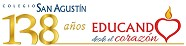 COLEGIO SAN AGUSTÍN
138 años
EDUCANDO
desde el corazón